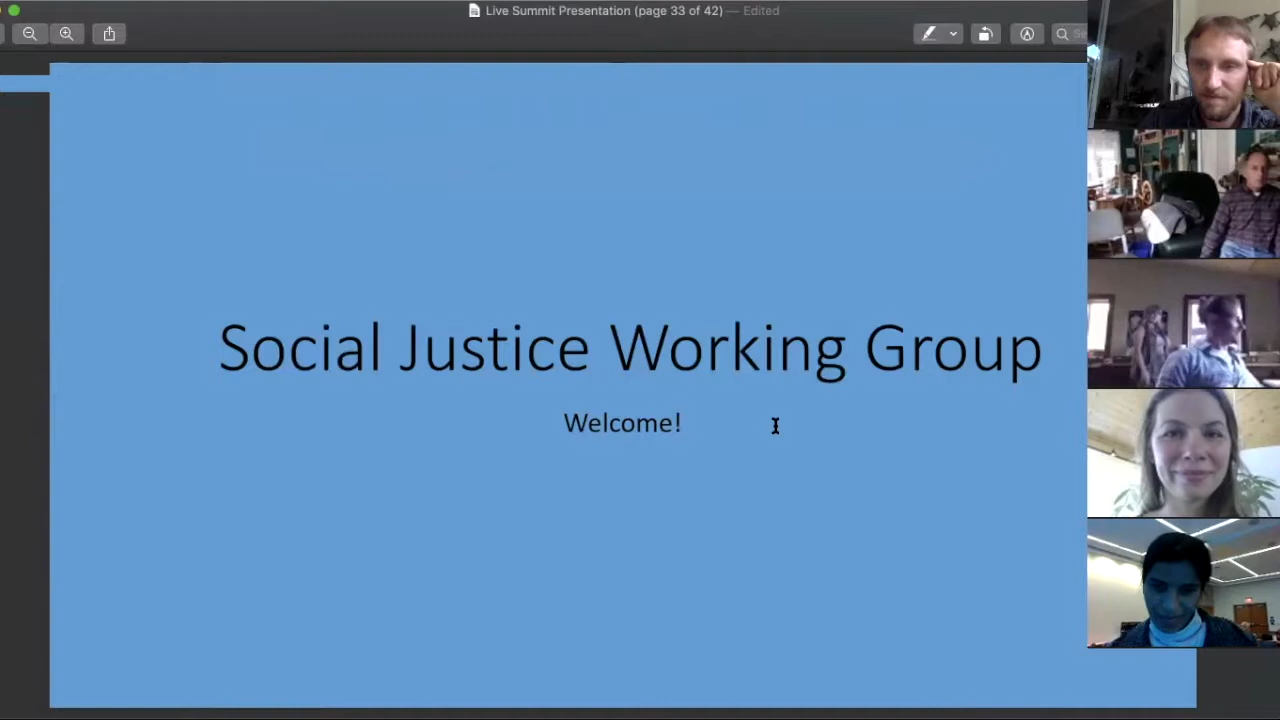 Live Summit Presentation (page 33 of 42) — Edited
Social Justice Working Group
Welcome!